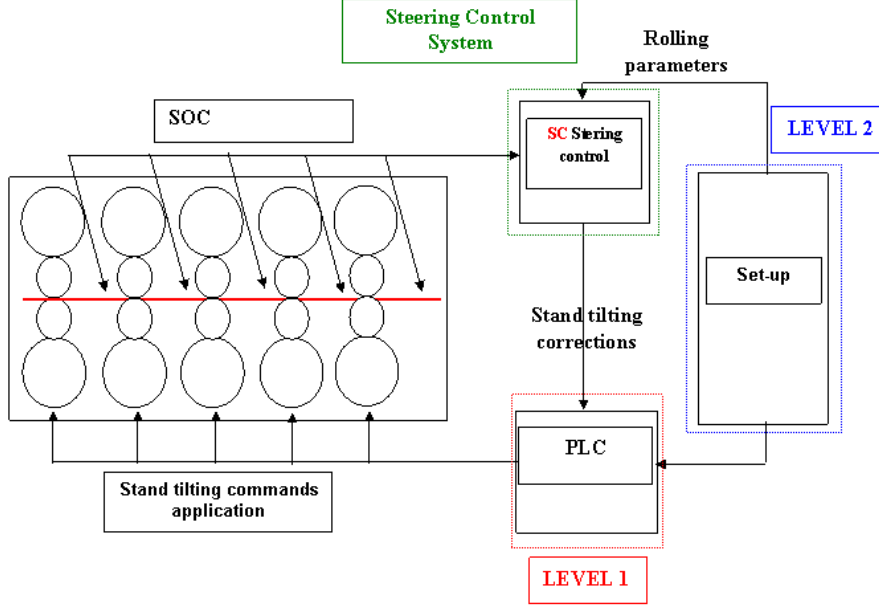 Steering Control
System
Rolling
parameters
SOC
LEVEL 2
SC Stering
control
Set-up
Stand tilting
corrections
PLC
Stand tilting commands
application
LEVEL 1